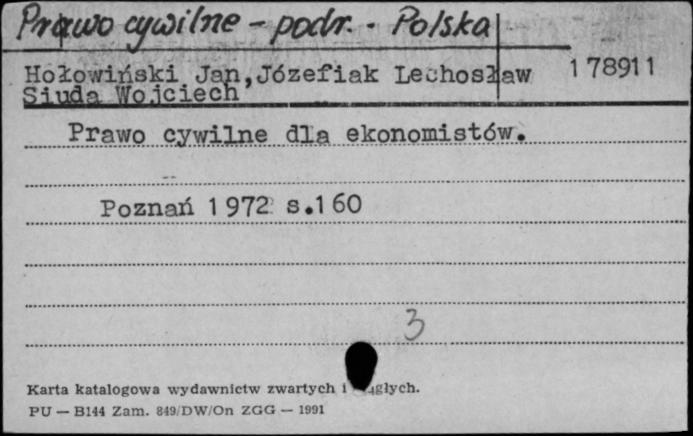 Prawo cywilne - podr. - Polska
Hołowiński Jan, Józefiak Lechosław 178911
Siuda Wojciech
Prawo cywilne dla ekonomistów.
Poznań 1972 s.160
3
Karta katalogowa wydawnictw zwartych i
PU — B144 Zam. 849/DW/On ZGG — 1991